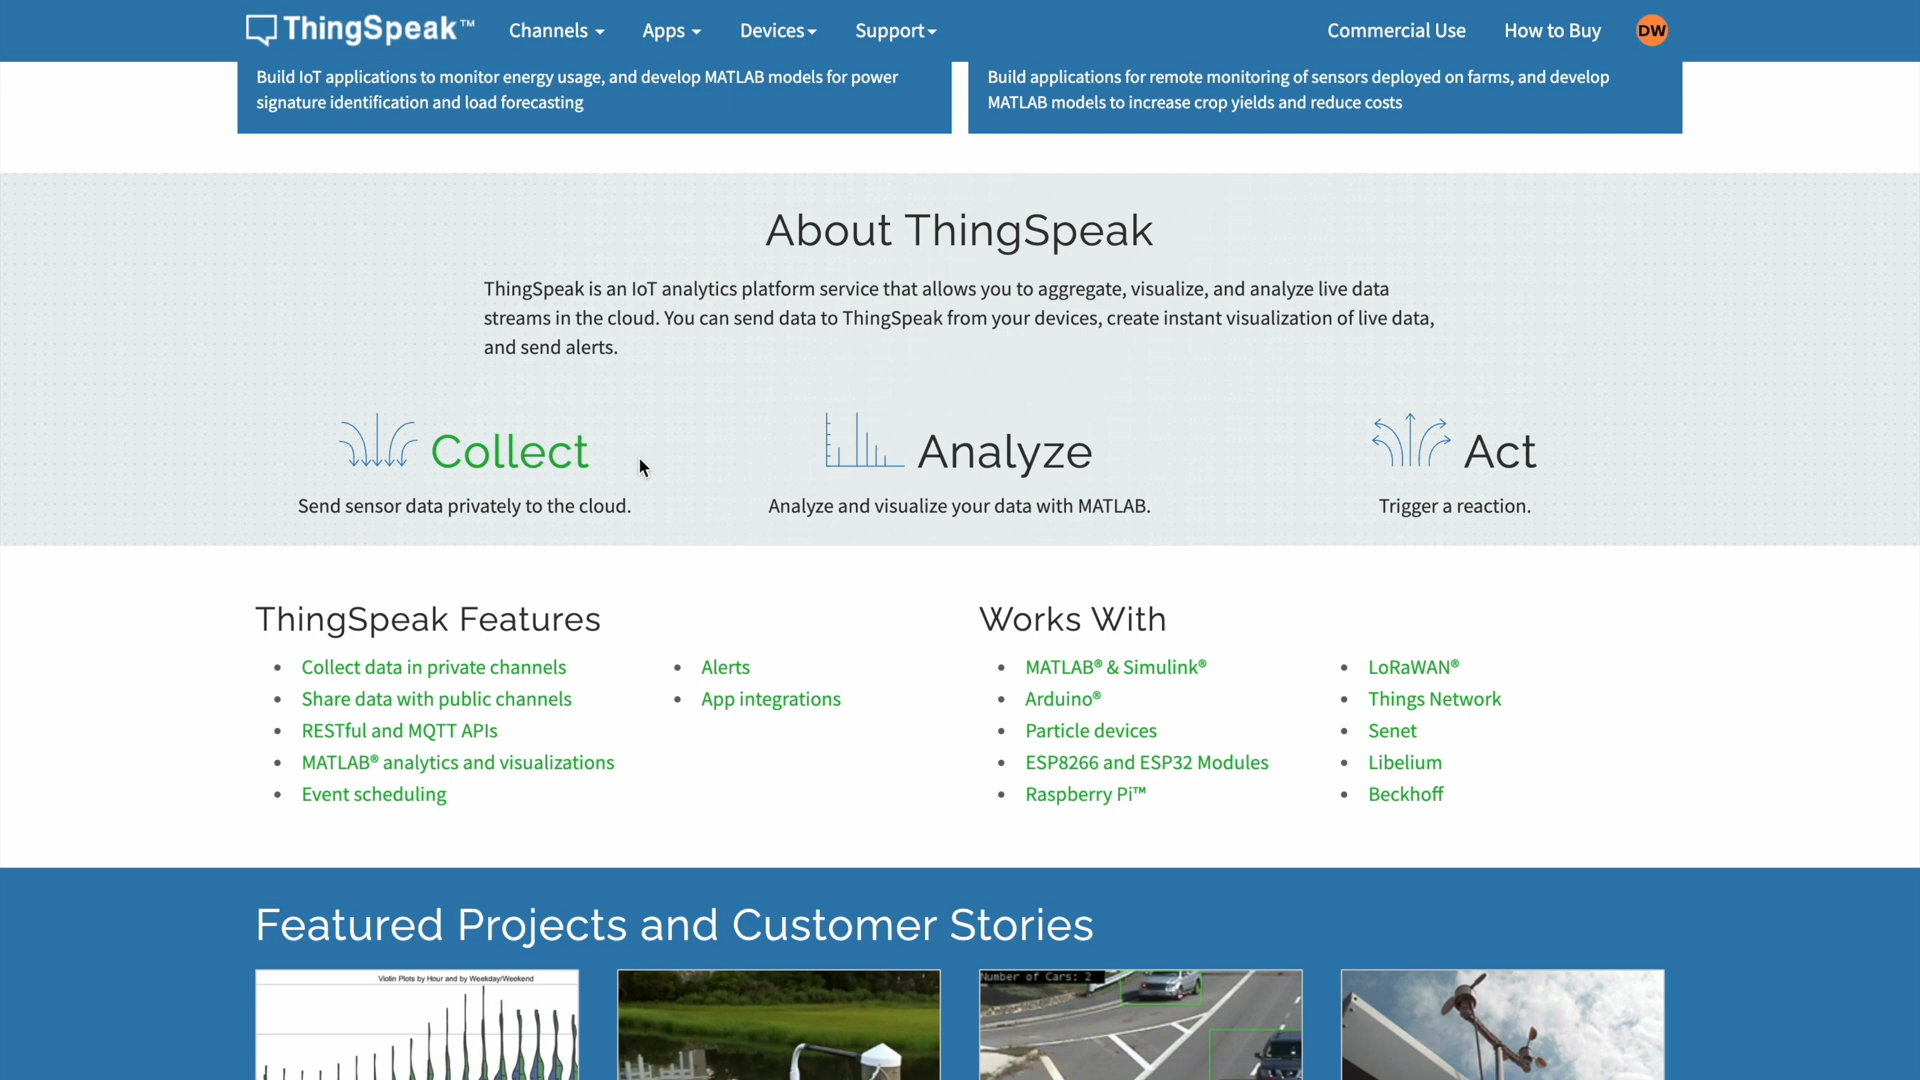 ThingSpeak™ Channels Apps Devices Support Commercial Use How to Buy DW
Build IoT applications to monitor energy usage, and develop MATLAB models for power
signature identification and load forecasting
Build applications for remote monitoring of sensors deployed on farms, and develop
MATLAB models to increase crop yields and reduce costs
About ThingSpeak
ThingSpeak is an IoT analytics platform service that allows you to aggregate, visualize, and analyze live data
streams in the cloud. You can send data to ThingSpeak from your devices, create instant visualization of live data,
and send alerts.
Collect
Send sensor data privately to the cloud.
Analyze
Analyze and visualize your data with MATLAB.
Act
Trigger a reaction.
ThingSpeak Features
Collect data in private channels
Share data with public channels
RESTful and MQTT APIs
MATLAB® analytics and visualizations
Event scheduling
Alerts
App integrations
Works With
MATLAB® & Simulink®
Arduino®
Particle devices
ESP8266 and ESP32 Modules
Raspberry Pi™
LoRaWAN®
Things Network
Senet
Libelium
Beckhoff
Featured Projects and Customer Stories
Violin Plots by Hour and by Weekday/Weekend
Number of Cars: 2